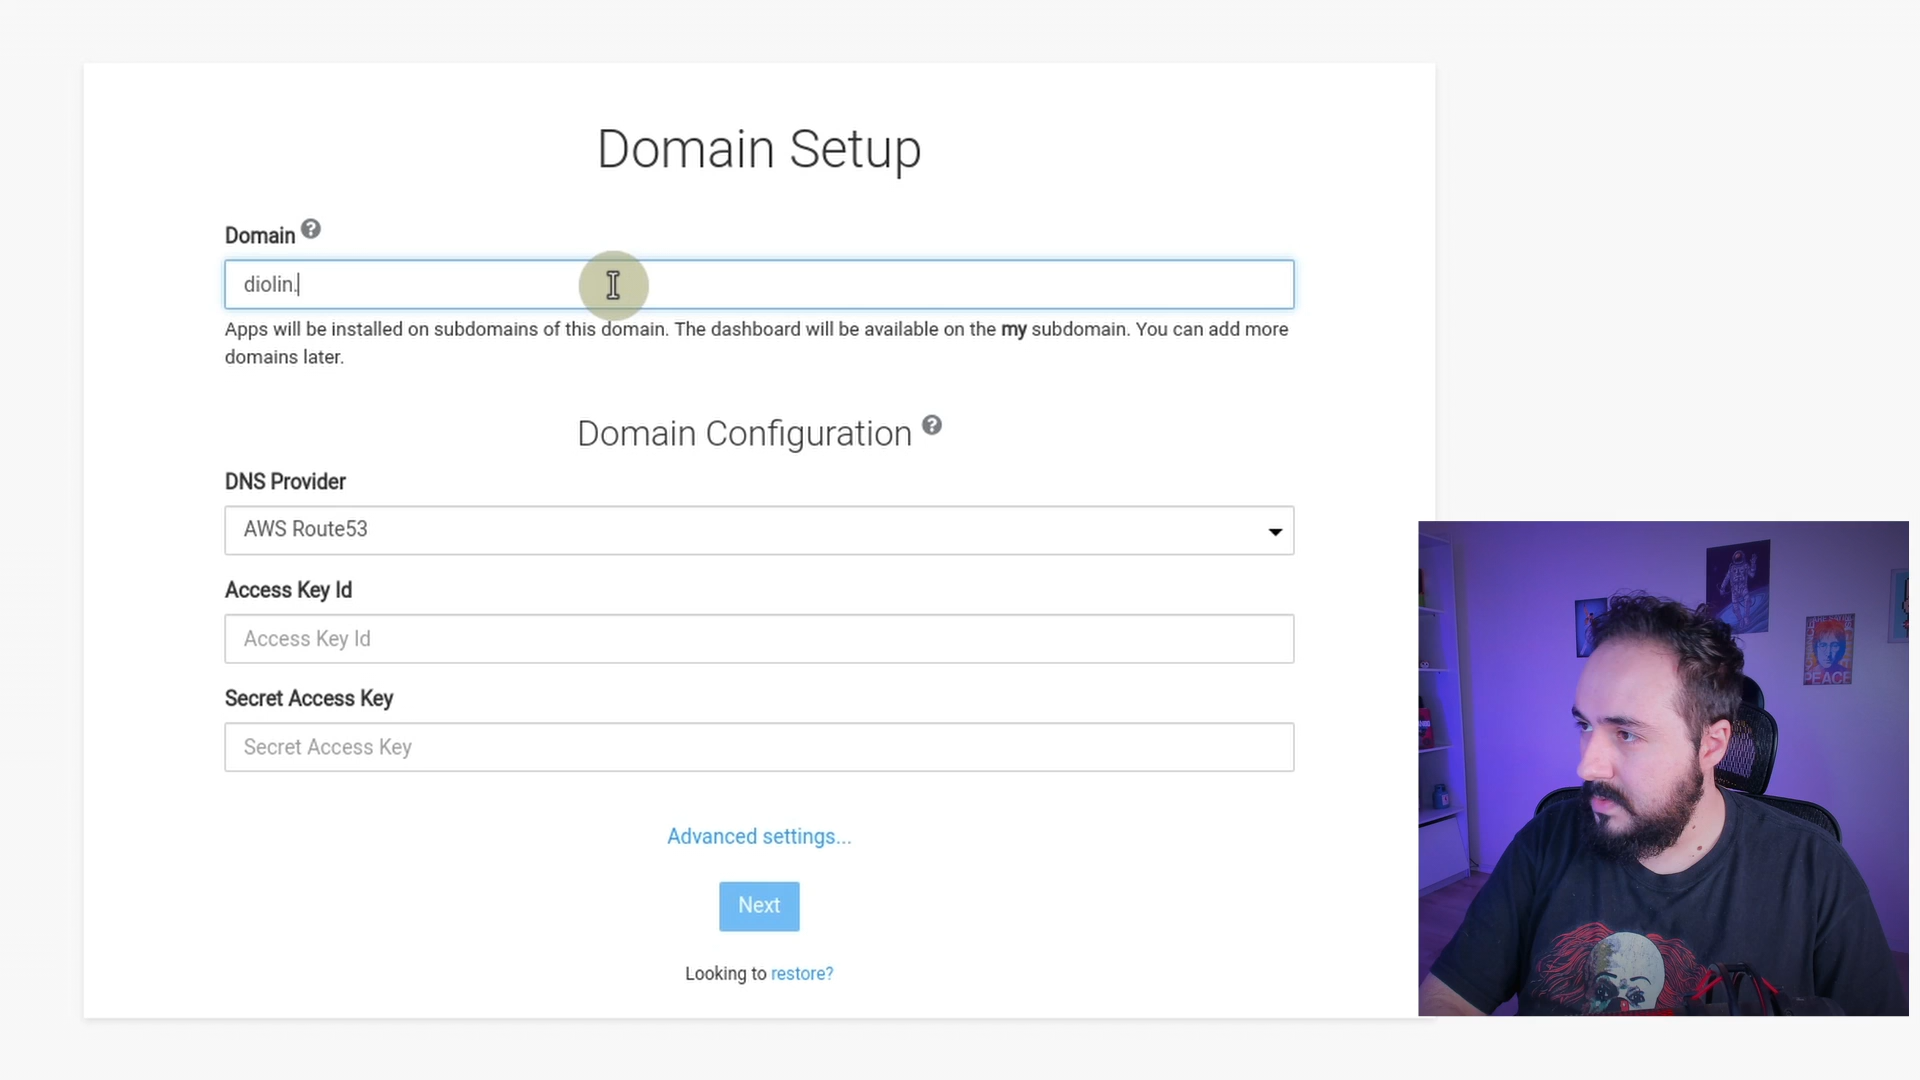 Domain Setup
Domain
diolin.
Apps will be installed on subdomains of this domain. The dashboard will be available on the my subdomain. You can add more
domains later.
Domain Configuration
DNS Provider
AWS Route53
Access Key Id
Access Key Id
Secret Access Key
Secret Access Key
Advanced settings...
Next
Looking to restore?
PEACE